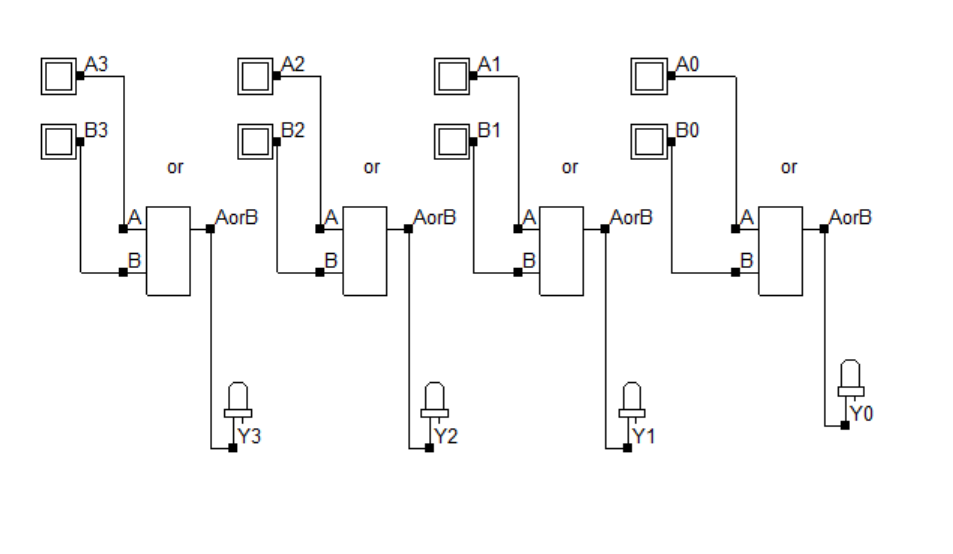 A3 A2 A1 A0
B3 B2 B1 B0
or or or or
A AorB A AorB A AorB A AorB
B B B B
Y0
Y3 Y2 Y1